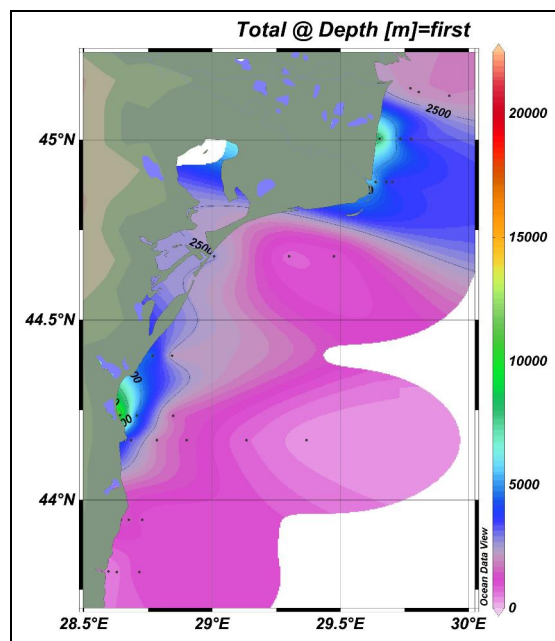 Total @ Depth [m]=first
2500
45°N
2500
44.5°N
44°N
28.5°E
29°E
29.5°E
30°E
20000
15000
10000
5000
0
Ocean Data View